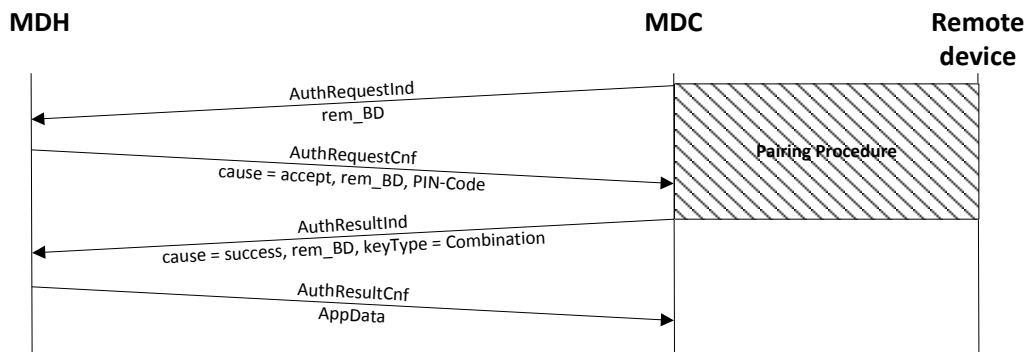 MDH
MDC
Remote
device
AuthRequestInd
rem_BD
AuthRequestCnf
cause = accept, rem_BD, PIN-Code
Pairing Procedure
AuthResultInd
cause = success, rem_BD, keyType = Combination
AuthResultCnf
AppData